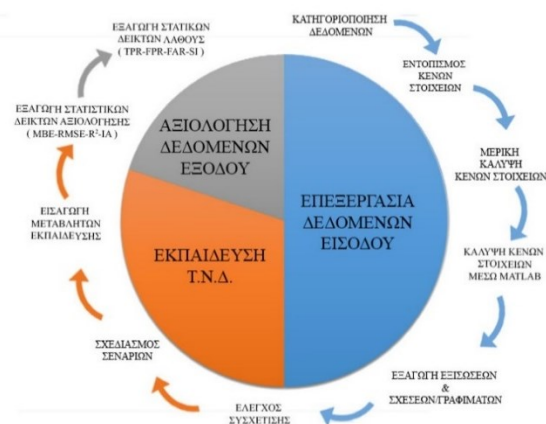 ΚΑΤΗΓΟΡΙΟΠΟΙΗΣΗ
ΔΕΔΟΜΕΝΩΝ
ΕΝΤΟΠΙΣΜΟΣ
ΚΕΝΩΝ
ΣΤΟΙΧΕΙΩΝ
ΜΕΡΙΚΗ
ΚΑΛΥΨΗ
ΚΕΝΩΝ ΣΤΟΙΧΕΙΩΝ
ΚΑΛΥΨΗ ΚΕΝΩΝ
ΣΤΟΙΧΕΙΩΝ
ΜΕΣΩ MATLAB
ΕΞΑΓΩΓΗ ΕΞΙΣΩΣΕΩΝ
&
ΣΧΕΣΕΩΝ/ΓΡΑΦΙΜΑΤΩΝ
ΕΛΕΓΧΟΣ
ΣΥΣΧΕΤΙΣΗΣ
ΣΧΕΔΙΑΣΜΟΣ
ΣΕΝΑΡΙΩΝ
ΕΙΣΑΓΩΓΗ
ΜΕΤΑΒΛΗΤΩΝ
ΕΚΠΑΙΔΕΥΣΗΣ
ΕΞΑΓΩΓΗ ΣΤΑΤΙΣΤΙΚΩΝ
ΔΕΙΚΤΩΝ ΑΞΙΟΛΟΓΗΣΗΣ
( MBE-RMSE-R²-IA )
ΕΞΑΓΩΓΗ ΣΤΑΤΙΚΩΝ
ΔΕΙΚΤΩΝ ΛΑΘΟΥΣ
( TPR-FPR-FAR-SI )
ΕΠΕΞΕΡΓΑΣΙΑ
ΔΕΔΟΜΕΝΩΝ
ΕΙΣΟΔΟΥ
ΕΚΠΑΙΔΕΥΣΗ
Τ.Ν.Δ.
ΑΞΙΟΛΟΓΗΣΗ
ΔΕΔΟΜΕΝΩΝ
ΕΞΟΔΟΥ